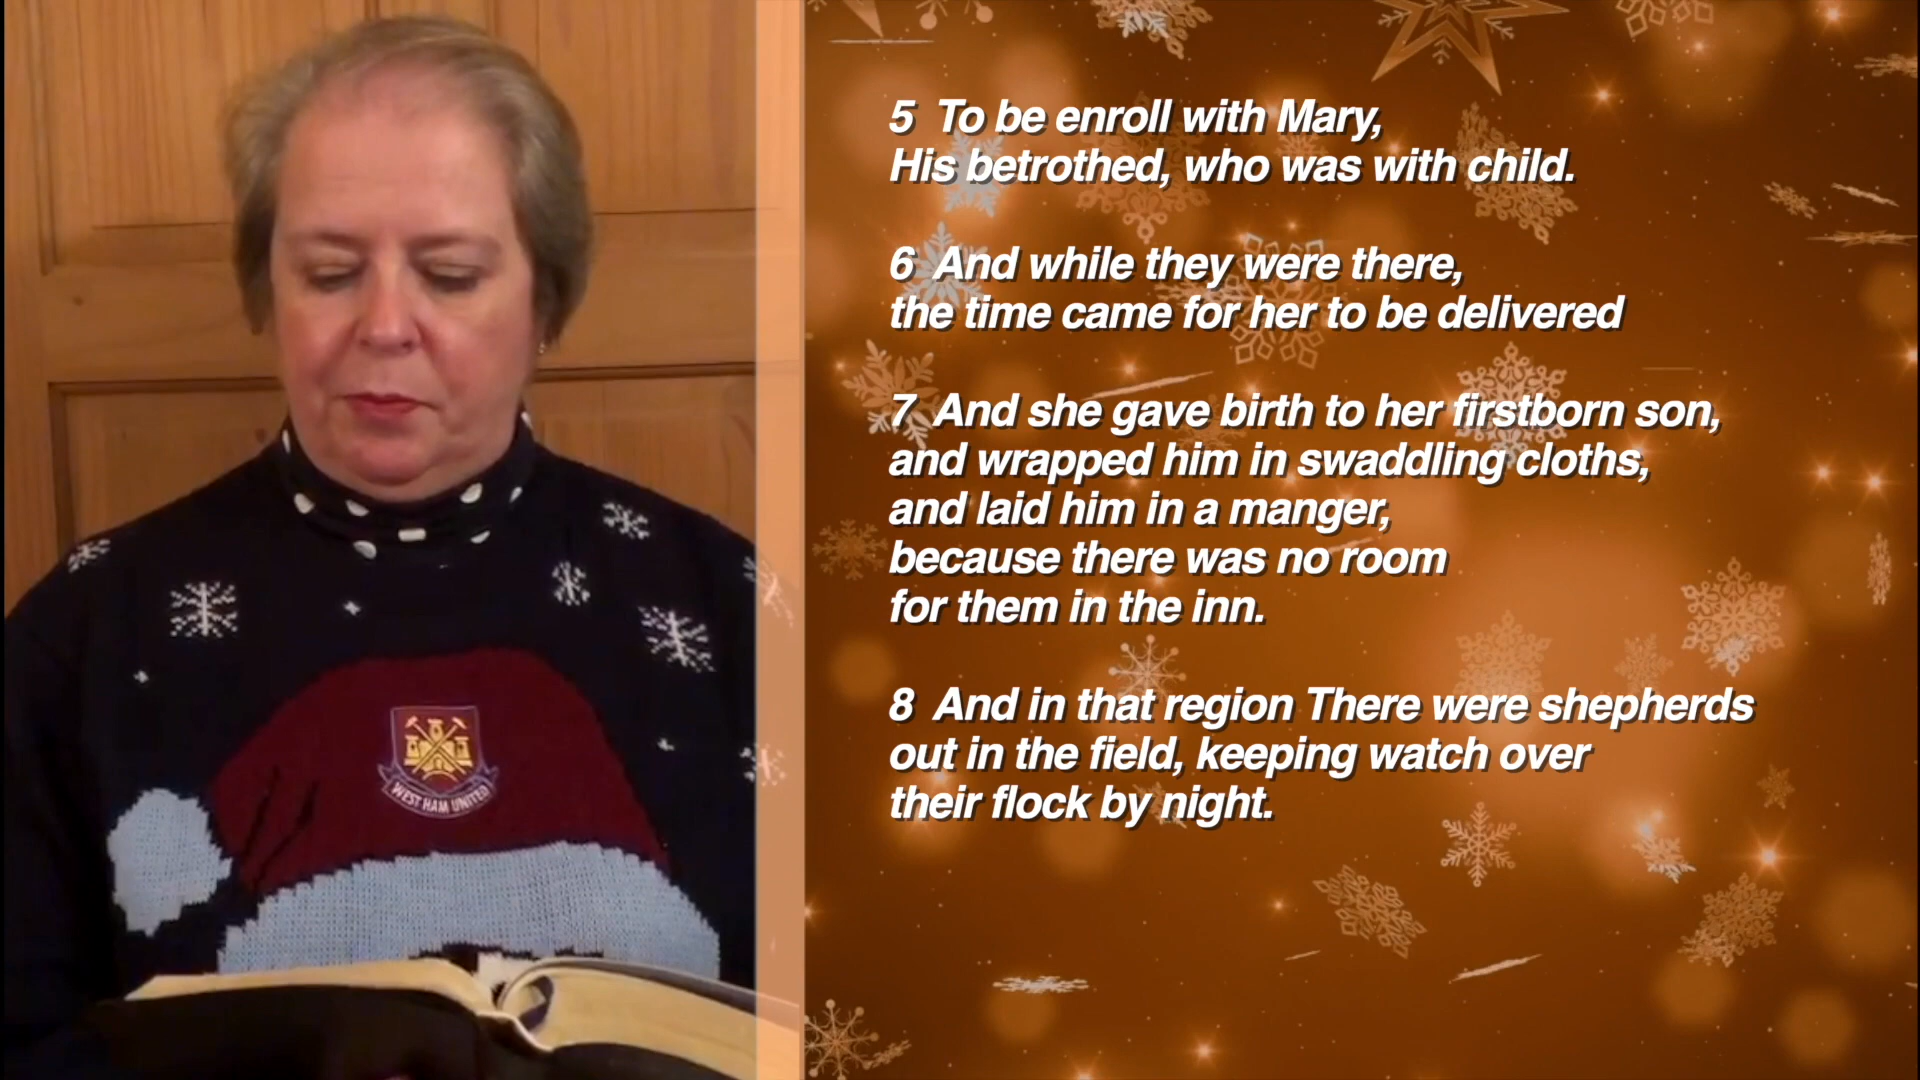 5 To be enroll with Mary,
His betrothed, who was with child.
6 And while they were there,
the time came for her to be delivered
7 And she gave birth to her firstborn son,
and wrapped him in swaddling cloths,
and laid him in a manger,
because there was no room
for them in the inn.
8 And in that region There were shepherds
out in the field, keeping watch over
their flock by night.
WEST HAM UNITED